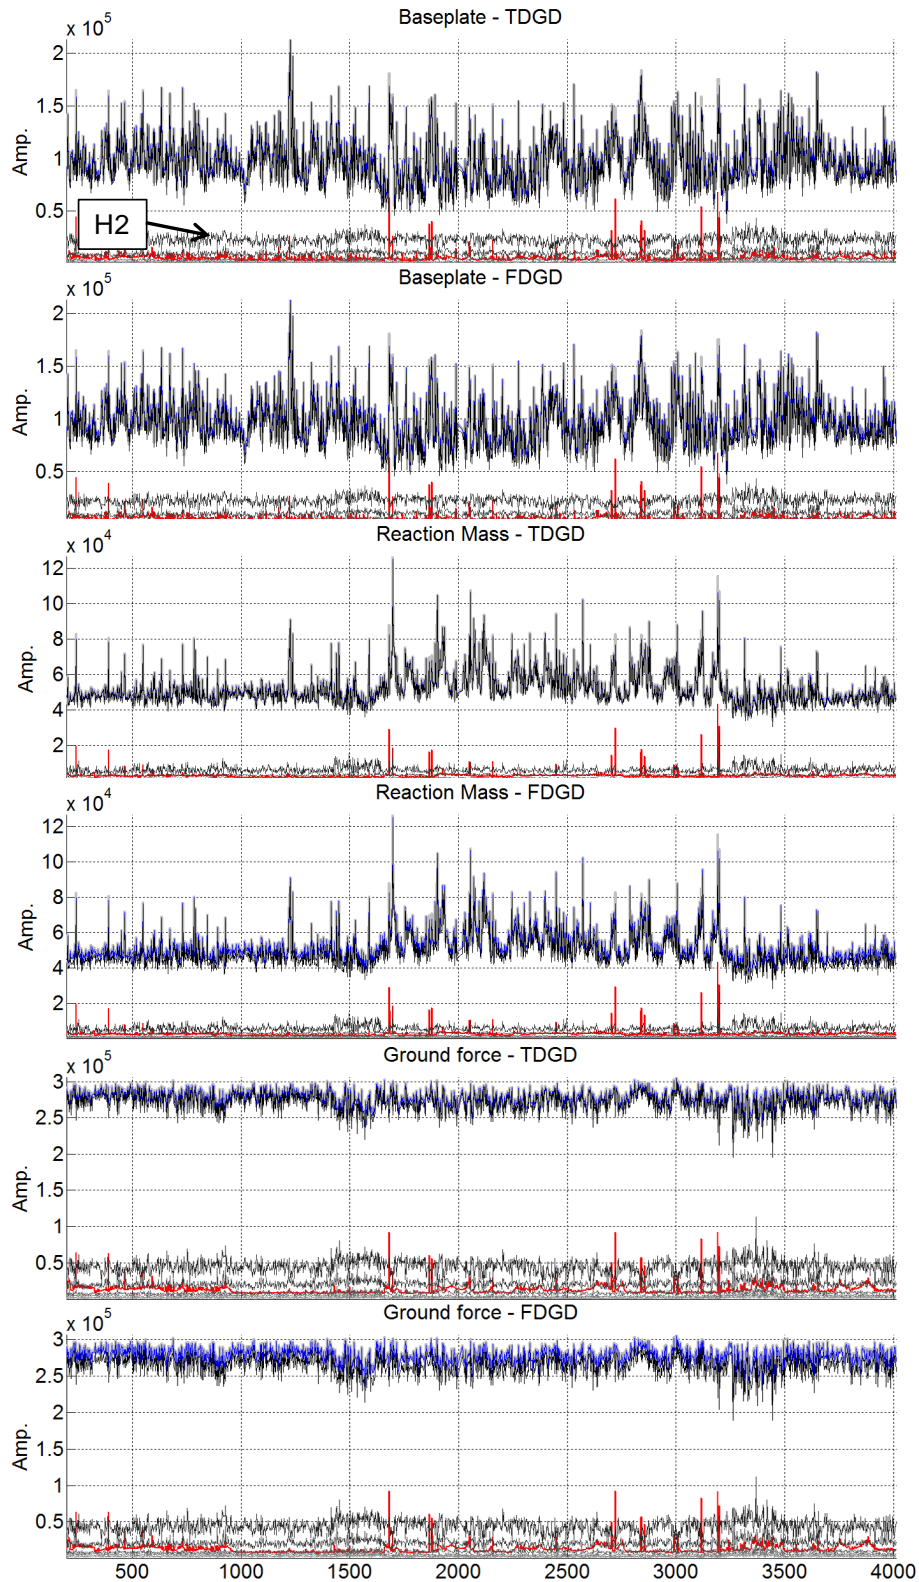 Baseplate - TDGD
x 10^5
2
1.5
1
0.5
Amp.
H2
Baseplate - FDGD
x 10^5
2
1.5
1
0.5
Amp.
Reaction Mass - TDGD
x 10^4
12
10
8
6
4
2
Amp.
Reaction Mass - FDGD
x 10^4
12
10
8
6
4
2
Amp.
Ground force - TDGD
x 10^5
3
2.5
2
1.5
1
0.5
Amp.
Ground force - FDGD
x 10^5
3
2.5
2
1.5
1
0.5
Amp.
500 1000 1500 2000 2500 3000 3500 4000